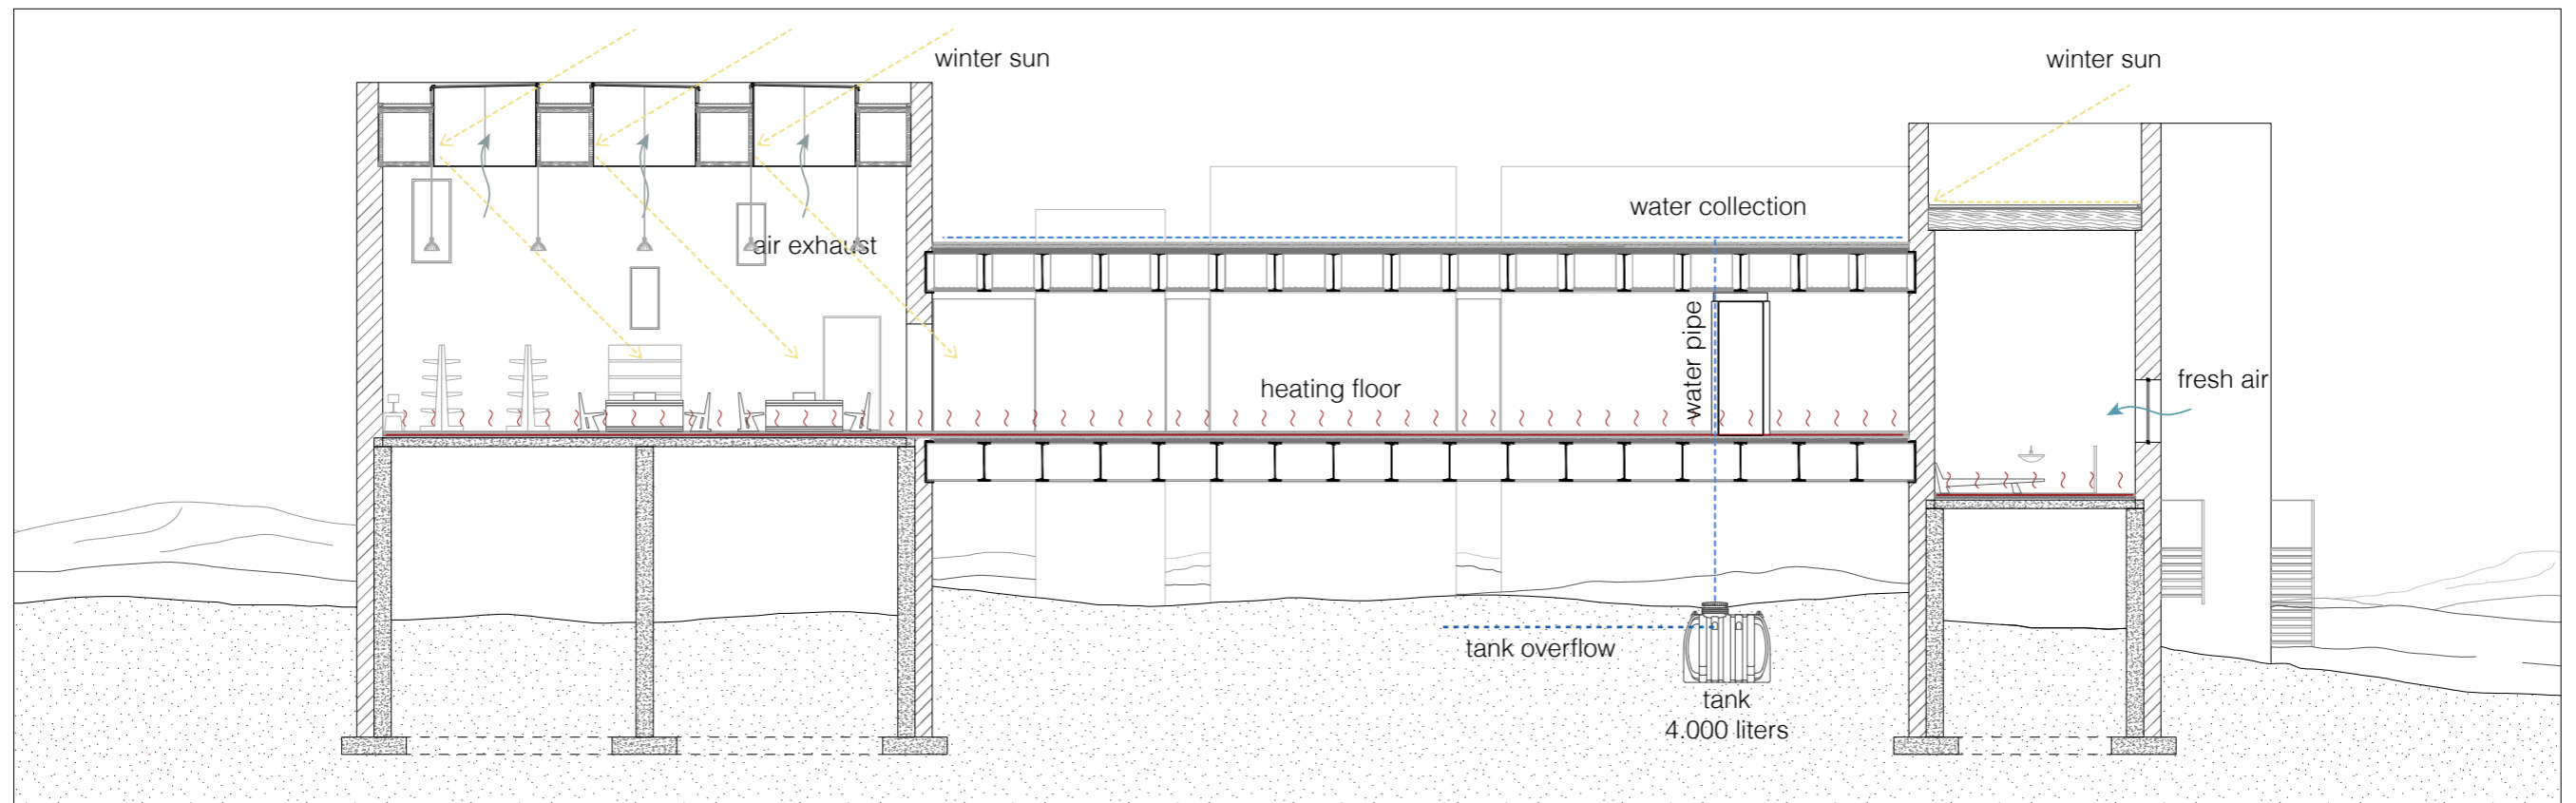 winter sun
winter sun
water collection
air exhaust
water pipe
fresh air
heating floor
tank overflow
tank
4.000 liters